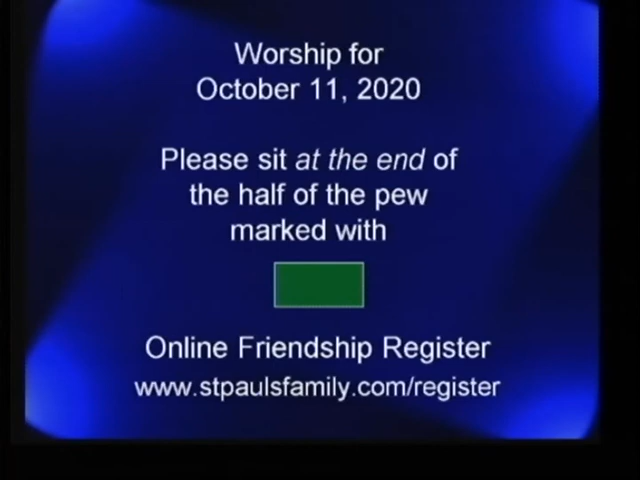 Worship for
October 11, 2020
Please sit at the end of
the half of the pew
marked with
Online Friendship Register
www.stpaulsfamily.com/register